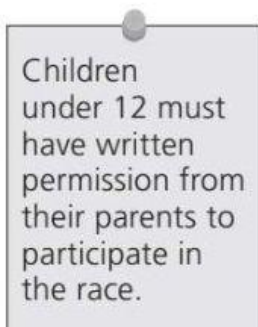 Children
under 12 must
have written
permission from
their parents to
participate in
the race.